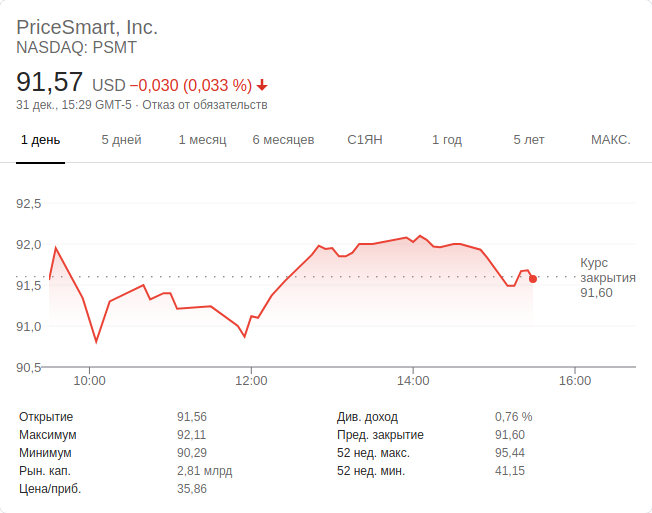 PriceSmart, Inc.
NASDAQ: PSMT
91,57 USD −0,030 (0,033 %)
31 дек., 15:29 GMT-5 · Отказ от обязательств
1 день 5 дней 1 месяц 6 месяцев С1ЯН 1 год 5 лет МАКС.
92,5
92,0
Курс
закрытия
91,60
91,5
91,0
90,5
10:00 12:00 14:00 16:00
Открытие 91,56 Див. доход 0,76 %
Максимум 92,11 Пред. закрытие 91,60
Минимум 90,29 52 нед. макс. 95,44
Рын. кап. 2,81 млрд 52 нед. мин. 41,15
Цена/приб. 35,86